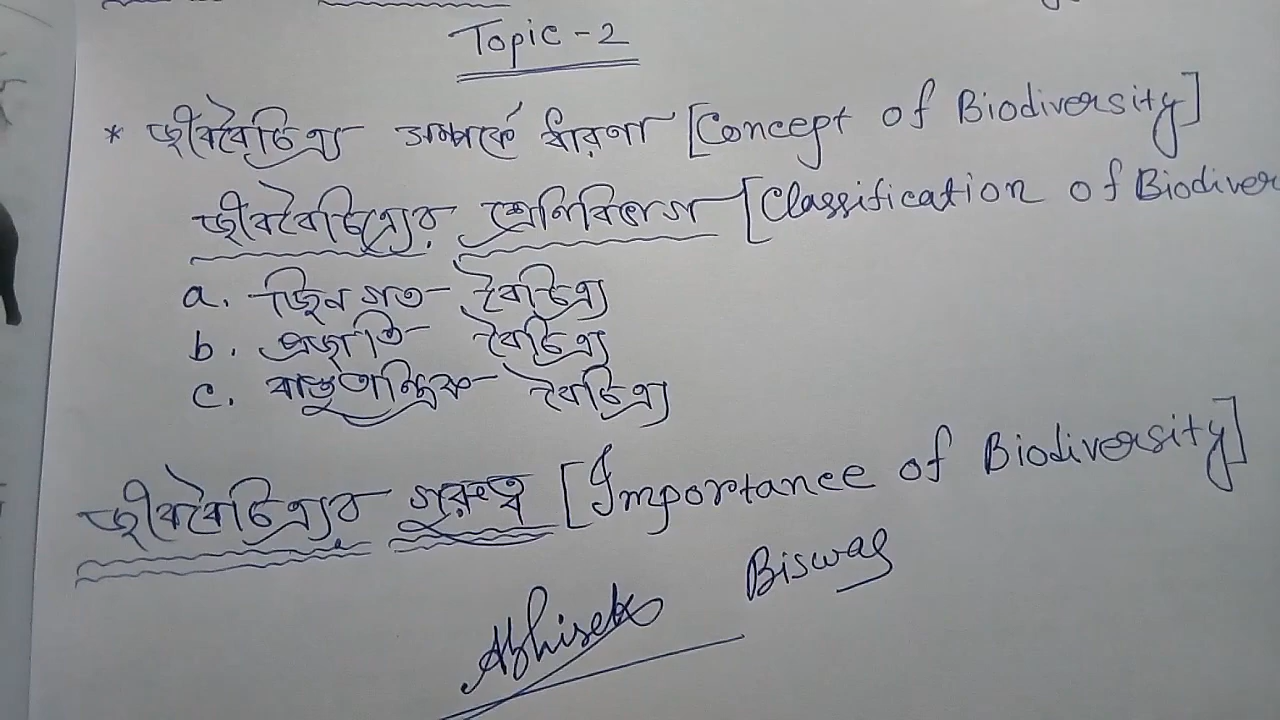 Topic - 2
* জীববৈচিত্র্য সম্পর্কে ধারণা [Concept of Biodiversity]
জীববৈচিত্র্যের শ্রেণিবিভাগ [Classification of Biodiver
a. জিনগত - বৈচিত্র্য
b. প্রজাতি - বৈচিত্র্য
c. বাস্তুতান্ত্রিক - বৈচিত্র্য
জীববৈচিত্র্যের গুরুত্ব [Importance of Biodiversity]
Abhisek Biswas